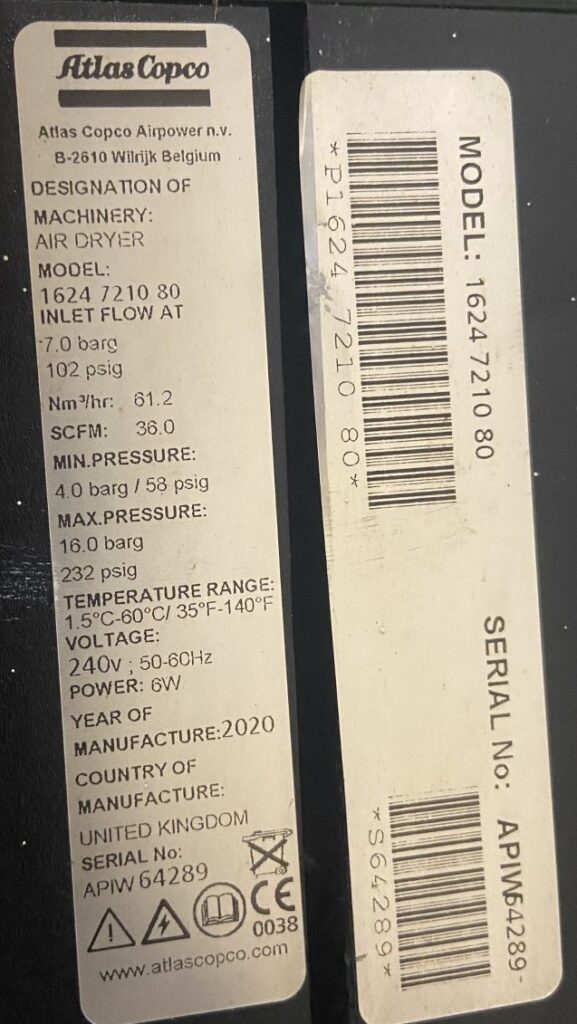 Atlas Copco
Atlas Copco Airpower n.v.
B-2610 Wilrijk Belgium
DESIGNATION OF
MACHINERY:
AIR DRYER
MODEL:
1624 7210 80
INLET FLOW AT
7.0 barg
102 psig
Nm³/hr: 61.2
SCFM: 36.0
MIN.PRESSURE:
4.0 barg / 58 psig
MAX.PRESSURE:
16.0 barg
232 psig
TEMPERATURE RANGE:
1.5°C-60°C/ 35°F-140°F
VOLTAGE:
240v ; 50-60Hz
POWER: 6W
YEAR OF
MANUFACTURE:2020
COUNTRY OF
MANUFACTURE:
UNITED KINGDOM
SERIAL No:
APIW 64289
CE
0038
www.atlascopco.com
MODEL: 1624 7210 80
*P1624 7210 80*
SERIAL No: APIW64289-
*S64289*